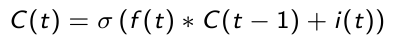 C(t) = σ (f(t) * C(t − 1) + i(t))